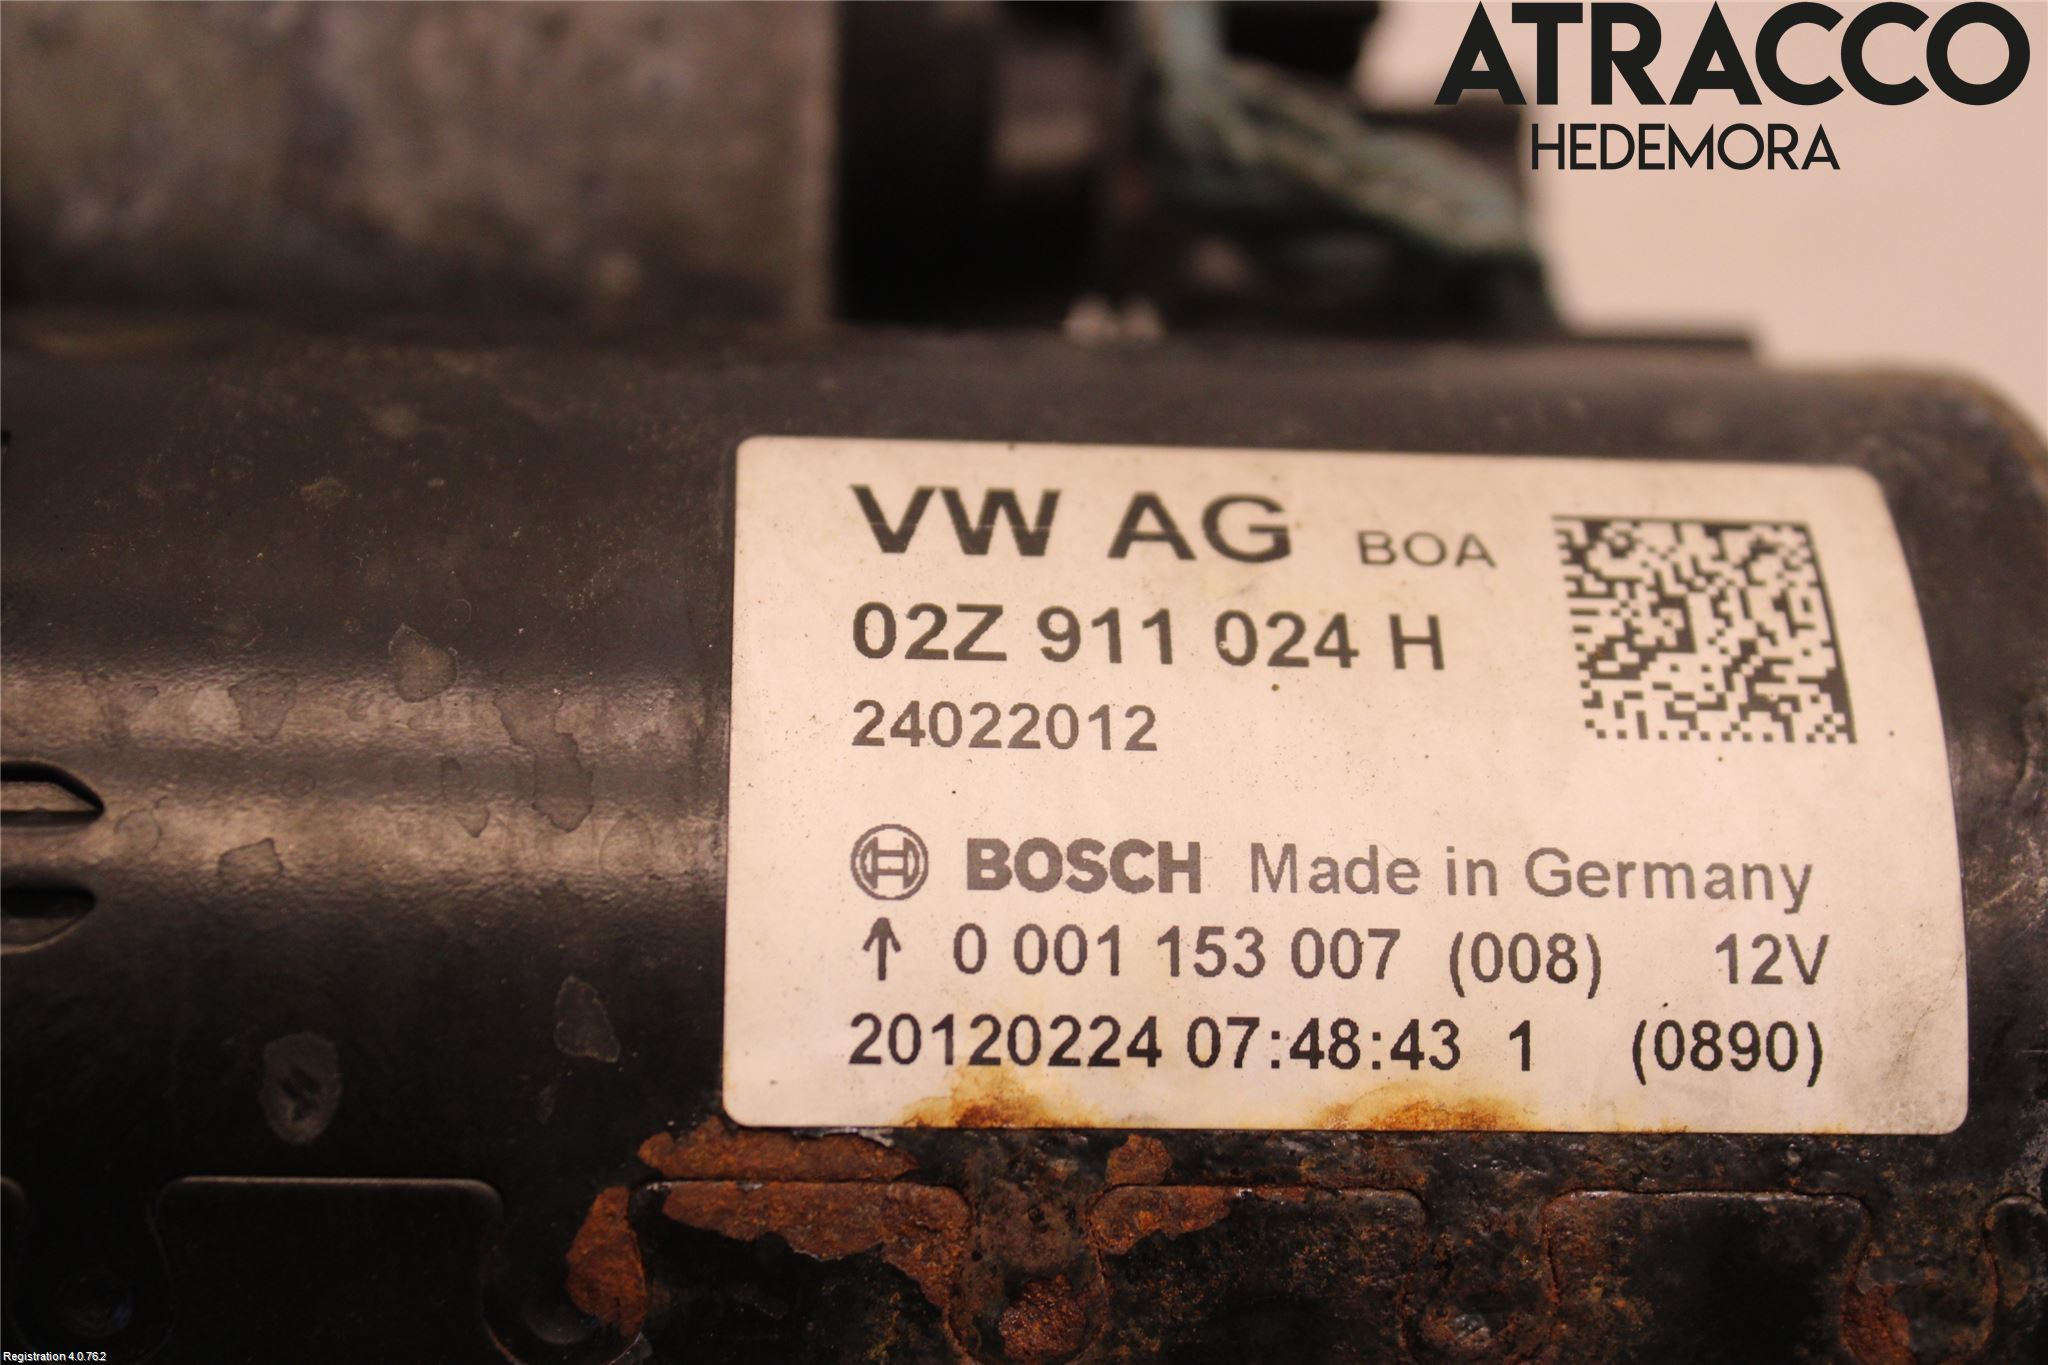 ATRACCO
HEDEMORA
VW AG BOA
02Z 911 024 H
24022012
BOSCH Made in Germany
↑ 0 001 153 007 (008) 12V
20120224 07:48:43 1 (0890)
Registration 4.0.76.2